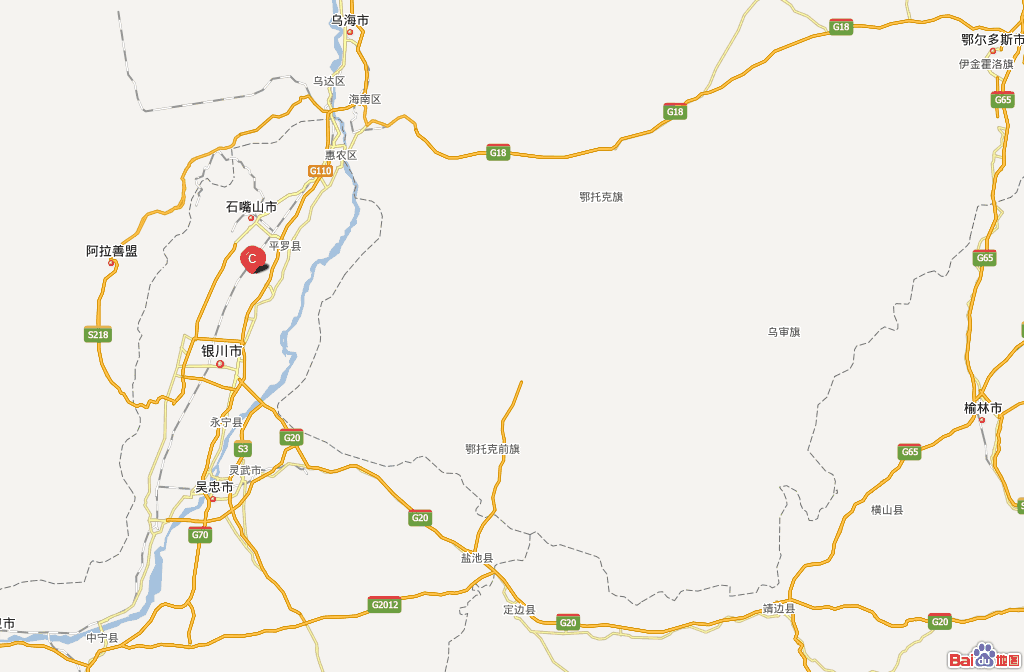 乌海市
G18
鄂尔多斯市
伊金霍洛旗
乌达区
海南区
G65
G18
惠农区
G18
G110
鄂托克旗
石嘴山市
平罗县
阿拉善盟
C
G65
S218
乌审旗
银川市
榆林市
永宁县
G20
S3
鄂托克前旗
G65
灵武市
吴忠市
横山县
G20
G70
盐池县
G2012
定边县
靖边县
G20
G20
中宁县
Bai du 地图